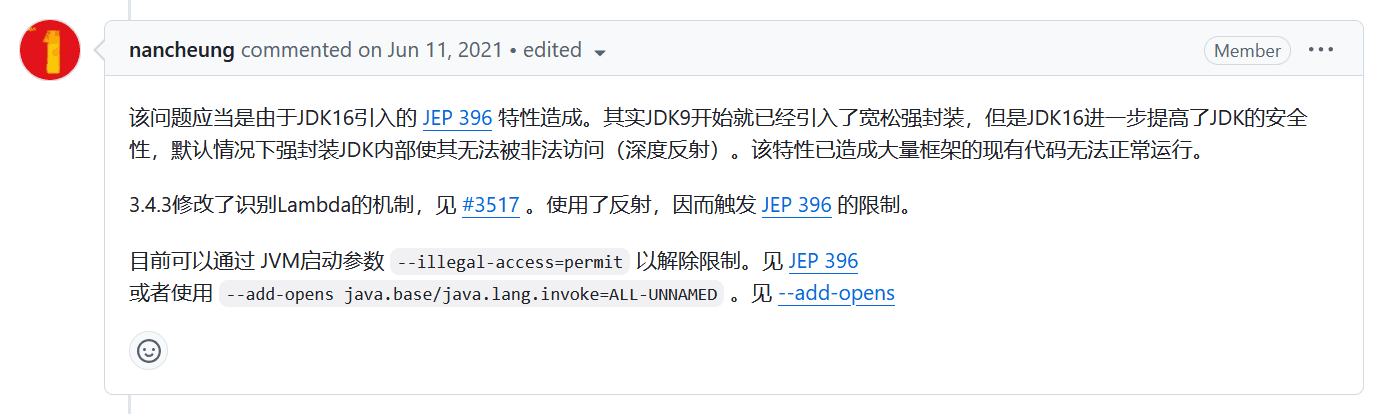 1
nancheung commented on Jun 11, 2021 • edited
Member
该问题应当是由于JDK16引入的 JEP 396 特性造成。其实JDK9开始就已经引入了宽松强封装，但是JDK16进一步提高了JDK的安全
性，默认情况下强封装JDK内部使其无法被非法访问（深度反射）。该特性已造成大量框架的现有代码无法正常运行。
3.4.3修改了识别Lambda的机制，见 #3517 。使用了反射，因而触发 JEP 396 的限制。
目前可以通过 JVM启动参数 --illegal-access=permit 以解除限制。见 JEP 396
或者使用 --add-opens java.base/java.lang.invoke=ALL-UNNAMED 。见 --add-opens